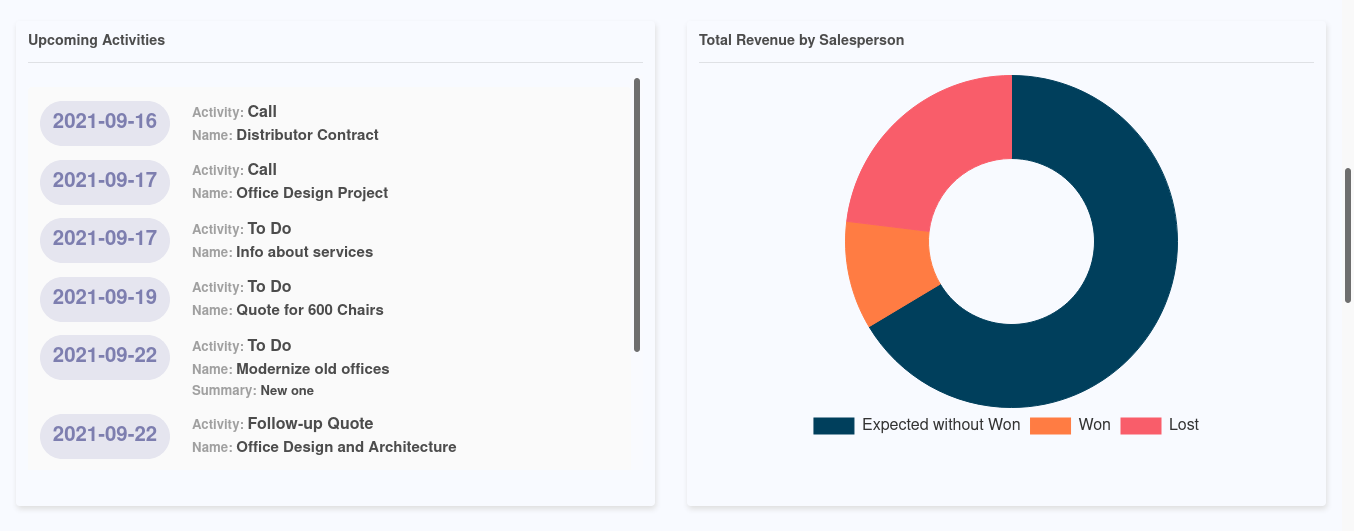 Upcoming Activities
2021-09-16
Activity: Call
Name: Distributor Contract
2021-09-17
Activity: Call
Name: Office Design Project
2021-09-17
Activity: To Do
Name: Info about services
2021-09-19
Activity: To Do
Name: Quote for 600 Chairs
2021-09-22
Activity: To Do
Name: Modernize old offices
Summary: New one
2021-09-22
Activity: Follow-up Quote
Name: Office Design and Architecture
Total Revenue by Salesperson
Expected without Won Won Lost